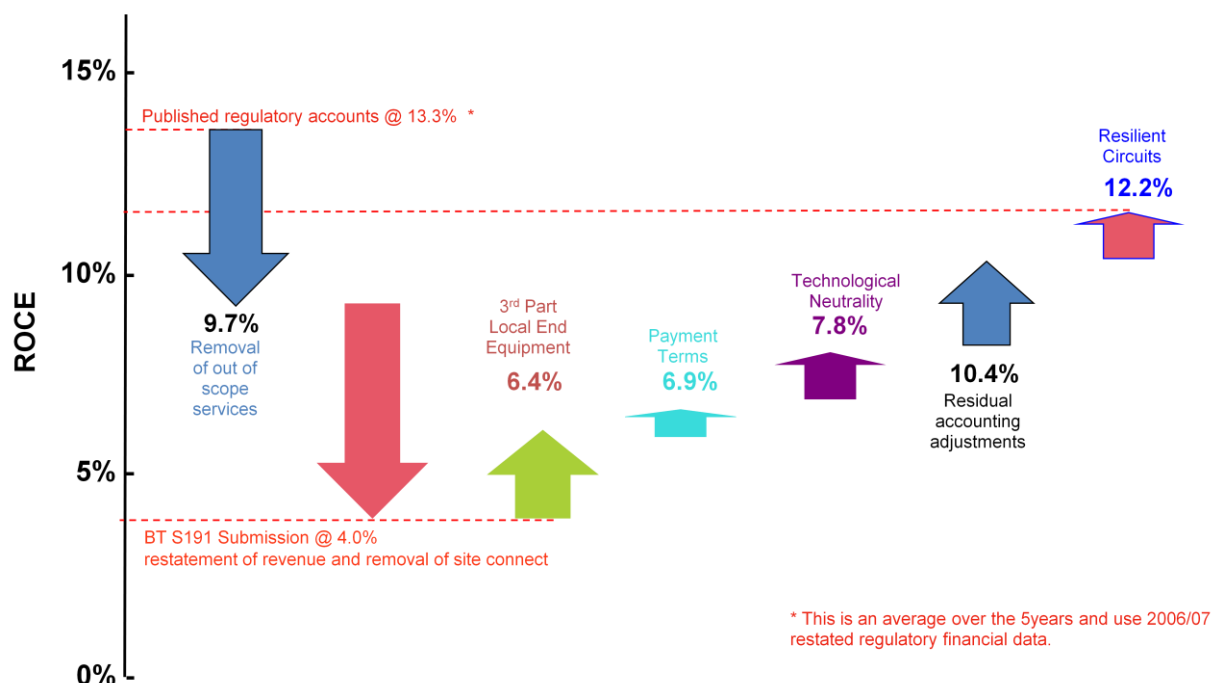 15%
Published regulatory accounts @ 13.3% *
Resilient
Circuits
12.2%
10%
ROCE
9.7%
Removal
of out of
scope
services
3rd Part
Local End
Equipment
6.4%
Payment
Terms
6.9%
Technological
Neutrality
7.8%
10.4%
Residual
accounting
adjustments
5%
BT S191 Submission @ 4.0%
restatement of revenue and removal of site connect
* This is an average over the 5years and use 2006/07
restated regulatory financial data.
0%